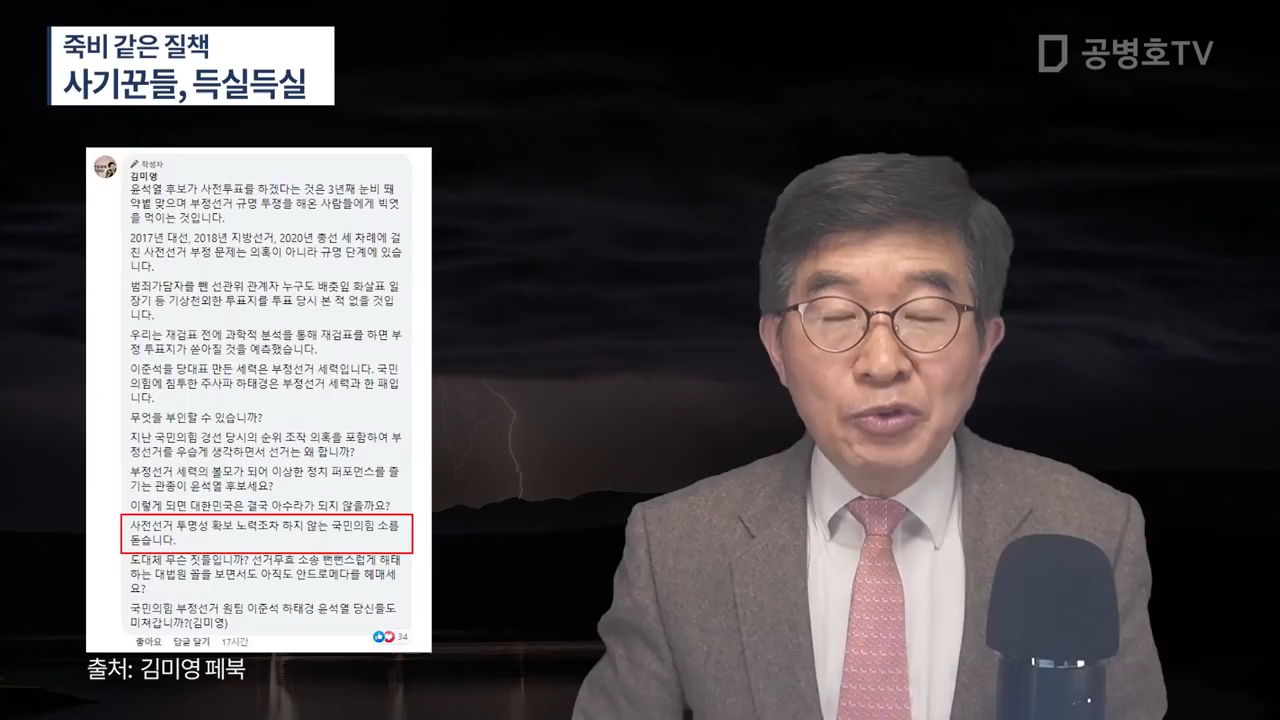 죽비 같은 질책
사기꾼들, 득실득실
공병호TV
작성자
김미영
윤석열 후보가 사전투표를 하겠다는 것은 3년째 눈비 뙈
약볕 맞으며 부정선거 규명 투쟁을 해온 사람들에게 빅엿
을 먹이는 것입니다.
2017년 대선, 2018년 지방선거, 2020년 총선 세 차례에 걸
친 사전선거 부정 문제는 의혹이 아니라 규명 단계에 있습
니다.
범죄가담자를 뺀 선관위 관계자 누구도 배춧잎 화살표 일
장기 등 기상천외한 투표지를 투표 당시 본 적 없을 것입
니다.
우리는 재검표 전에 과학적 분석을 통해 재검표를 하면 부
정 투표지가 쏟아질 것을 예측했습니다.
이준석을 당대표 만든 세력은 부정선거 세력입니다. 국민
의힘에 침투한 주사파 하태경은 부정선거 세력과 한 패입
니다.
무엇을 부인할 수 있습니까?
지난 국민의힘 경선 당시의 순위 조작 의혹을 포함하여 부
정선거를 우습게 생각하면서 선거는 왜 합니까?
부정선거 세력의 볼모가 되어 이상한 정치 퍼포먼스를 즐
기는 관종이 윤석열 후보세요?
이렇게 되면 대한민국은 결국 아수라가 되지 않을까요?
사전선거 투명성 확보 노력조차 하지 않는 국민의힘 소름
돋습니다.
도대체 무슨 짓들입니까? 선거무효 소송 뻔뻔스럽게 해태
하는 대법원 꼴을 보면서도 아직도 안드로메다를 헤매세
요?
국민의힘 부정선거 원팀 이준석 하태경 윤석열 당신들도
미쳐갑니까?(김미영)
좋아요 답글 달기 17시간 34
출처: 김미영 페북